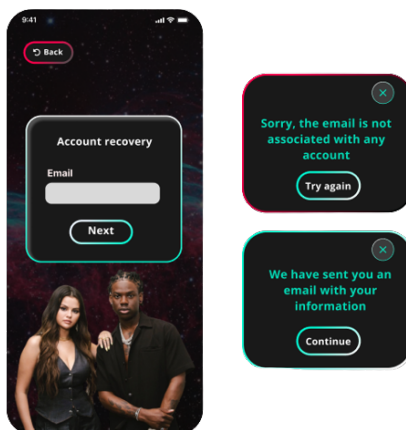 9:41
Back
Account recovery
Email
Next
Sorry, the email is not
associated with any
account
Try again
We have sent you an
email with your
information
Continue